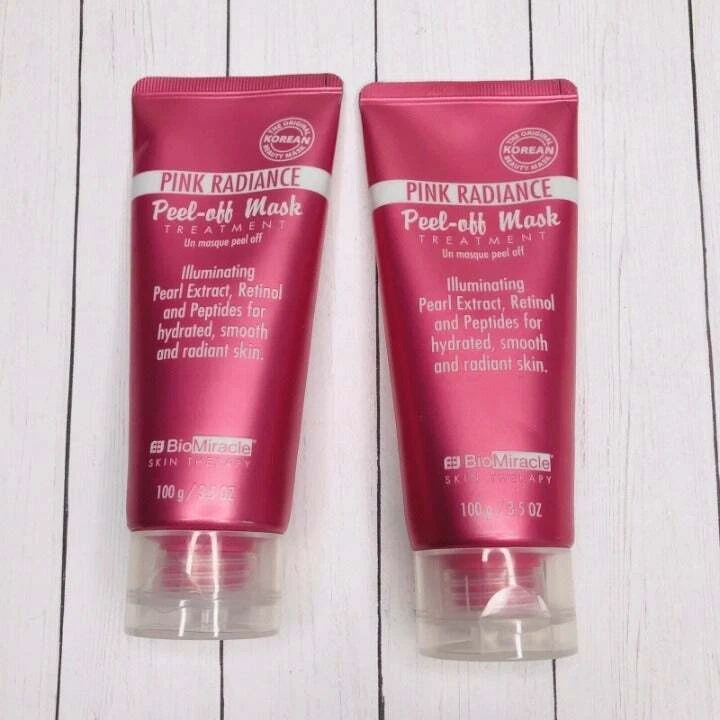 THE ORIGINAL
KOREAN
BEAUTY MASK
PINK RADIANCE
Peel-off Mask
TREATMENT
Un masque peel off
Illuminating
Pearl Extract, Retinol
and Peptides for
hydrated, smooth
and radiant skin.
BioMiracle
SKIN THERAPY
100 g / 3.5 OZ
THE ORIGINAL
KOREAN
BEAUTY MASK
PINK RADIANCE
Peel-off Mask
TREATMENT
Un masque peel off
Illuminating
Pearl Extract, Retinol
and Peptides for
hydrated, smooth
and radiant skin.
BioMiracle
SKIN THERAPY
100 g / 3.5 OZ